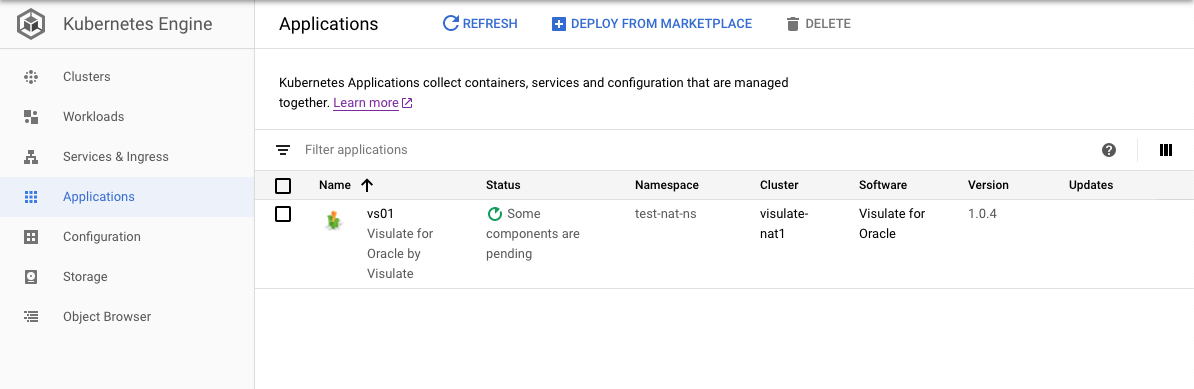 Kubernetes Engine
Applications
REFRESH
DEPLOY FROM MARKETPLACE
DELETE
Clusters
Workloads
Services & Ingress
Applications
Configuration
Storage
Object Browser
Kubernetes Applications collect containers, services and configuration that are managed
together. Learn more
Filter applications
Name Status Namespace Cluster Software Version Updates
vs01 Some test-nat-ns visulate- Visulate for 1.0.4
Visulate for components are nat1 Oracle
Oracle by pending
Visulate